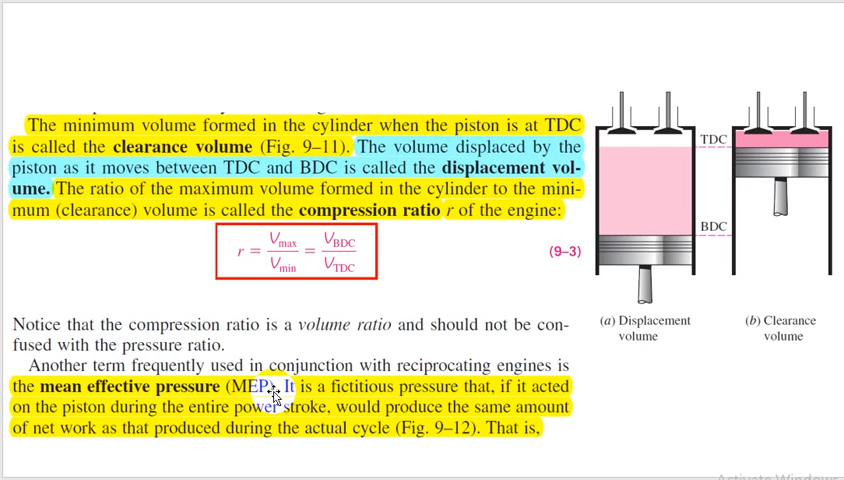 The minimum volume formed in the cylinder when the piston is at TDC
is called the clearance volume (Fig. 9–11). The volume displaced by the
piston as it moves between TDC and BDC is called the displacement vol-
ume. The ratio of the maximum volume formed in the cylinder to the mini-
mum (clearance) volume is called the compression ratio r of the engine:
r = Vmax / Vmin = VBDC / VTDC (9–3)
Notice that the compression ratio is a volume ratio and should not be con-
fused with the pressure ratio.
Another term frequently used in conjunction with reciprocating engines is
the mean effective pressure (MEP). It is a fictitious pressure that, if it acted
on the piston during the entire power stroke, would produce the same amount
of net work as that produced during the actual cycle (Fig. 9–12). That is,
TDC
BDC
(a) Displacement
volume
(b) Clearance
volume
Activate Windows